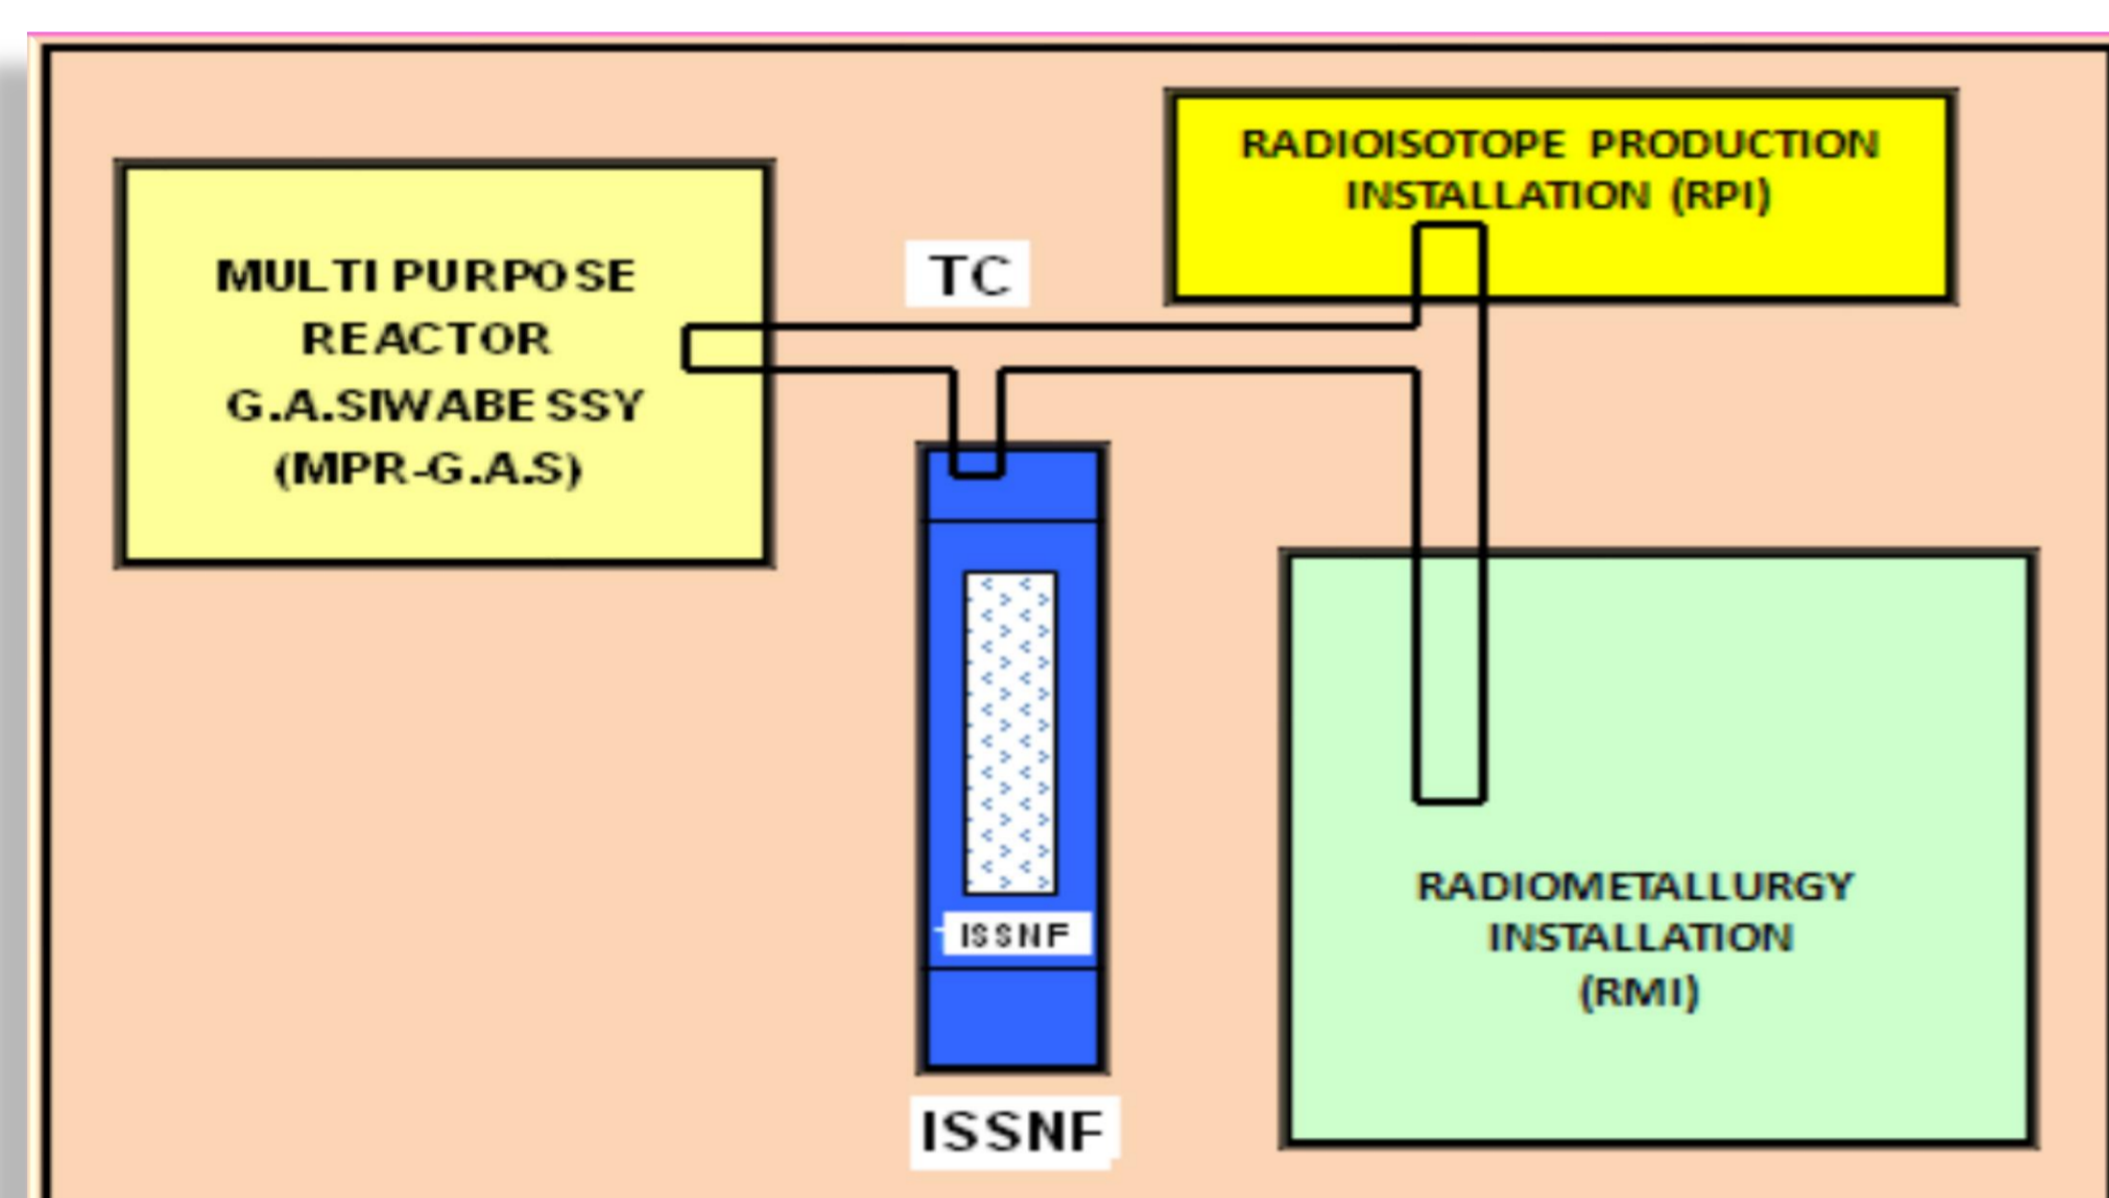 RADIOISOTOPE PRODUCTION
INSTALLATION (RPI)
MULTI PURPOSE
REACTOR
G.A.SIWABESSY
(MPR-G.A.S)
TC
ISSNF
ISSNF
RADIOMETALLURGY
INSTALLATION
(RMI)